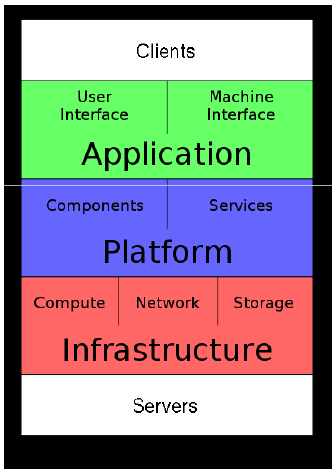 Clients
User Interface
Machine Interface
Application
Components Services
Platform
Compute Network Storage
Infrastructure
Servers